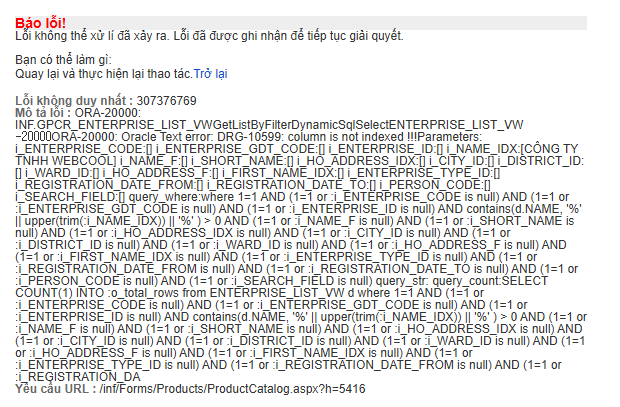 Báo lỗi!
Lỗi không thể xử lí đã xảy ra. Lỗi đã được ghi nhận để tiếp tục giải quyết.
Bạn có thể làm gì:
Quay lại và thực hiện lại thao tác.Trở lại
Lỗi không duy nhất : 307376769
Mô tả lỗi : ORA-20000:
INF.GPCR_ENTERPRISE_LIST_VWGetListByFilterDynamicSqlSelectENTERPRISE_LIST_VW
-20000ORA-20000: Oracle Text error: DRG-10599: column is not indexed !!!Parameters:
i_ENTERPRISE_CODE:[] i_ENTERPRISE_GDT_CODE:[] i_ENTERPRISE_ID:[] i_NAME_IDX:[CÔNG TY
TNHH WEBCOOL] i_NAME_F:[] i_SHORT_NAME:[] i_HO_ADDRESS_IDX:[] i_CITY_ID:[] i_DISTRICT_ID:
[] i_WARD_ID:[] i_HO_ADDRESS_F:[] i_FIRST_NAME_IDX:[] i_ENTERPRISE_TYPE_ID:[]
i_REGISTRATION_DATE_FROM:[] i_REGISTRATION_DATE_TO:[] i_PERSON_CODE:[]
i_SEARCH_FIELD:[] query_where:where 1=1 AND (1=1 or :i_ENTERPRISE_CODE is null) AND (1=1 or
:i_ENTERPRISE_GDT_CODE is null) AND (1=1 or :i_ENTERPRISE_ID is null) AND contains(d.NAME, '%'
|| upper(trim(:i_NAME_IDX)) || '%' ) > 0 AND (1=1 or :i_NAME_F is null) AND (1=1 or :i_SHORT_NAME is
null) AND (1=1 or :i_HO_ADDRESS_IDX is null) AND (1=1 or :i_CITY_ID is null) AND (1=1 or
:i_DISTRICT_ID is null) AND (1=1 or :i_WARD_ID is null) AND (1=1 or :i_HO_ADDRESS_F is null) AND
(1=1 or :i_FIRST_NAME_IDX is null) AND (1=1 or :i_ENTERPRISE_TYPE_ID is null) AND (1=1 or
:i_REGISTRATION_DATE_FROM is null) AND (1=1 or :i_REGISTRATION_DATE_TO is null) AND (1=1 or
:i_PERSON_CODE is null) AND (1=1 or :i_SEARCH_FIELD is null) query_str: query_count:SELECT
COUNT(1) INTO :o_total_rows from ENTERPRISE_LIST_VW d where 1=1 AND (1=1 or
:i_ENTERPRISE_CODE is null) AND (1=1 or :i_ENTERPRISE_GDT_CODE is null) AND (1=1 or
:i_ENTERPRISE_ID is null) AND contains(d.NAME, '%' || upper(trim(:i_NAME_IDX)) || '%' ) > 0 AND (1=1 or
:i_NAME_F is null) AND (1=1 or :i_SHORT_NAME is null) AND (1=1 or :i_HO_ADDRESS_IDX is null) AND
(1=1 or :i_CITY_ID is null) AND (1=1 or :i_DISTRICT_ID is null) AND (1=1 or :i_WARD_ID is null) AND (1=1
or :i_HO_ADDRESS_F is null) AND (1=1 or :i_FIRST_NAME_IDX is null) AND (1=1 or
:i_ENTERPRISE_TYPE_ID is null) AND (1=1 or :i_REGISTRATION_DATE_FROM is null) AND (1=1 or
:i_REGISTRATION_DA
Yêu cầu URL : /inf/Forms/Products/ProductCatalog.aspx?h=5416